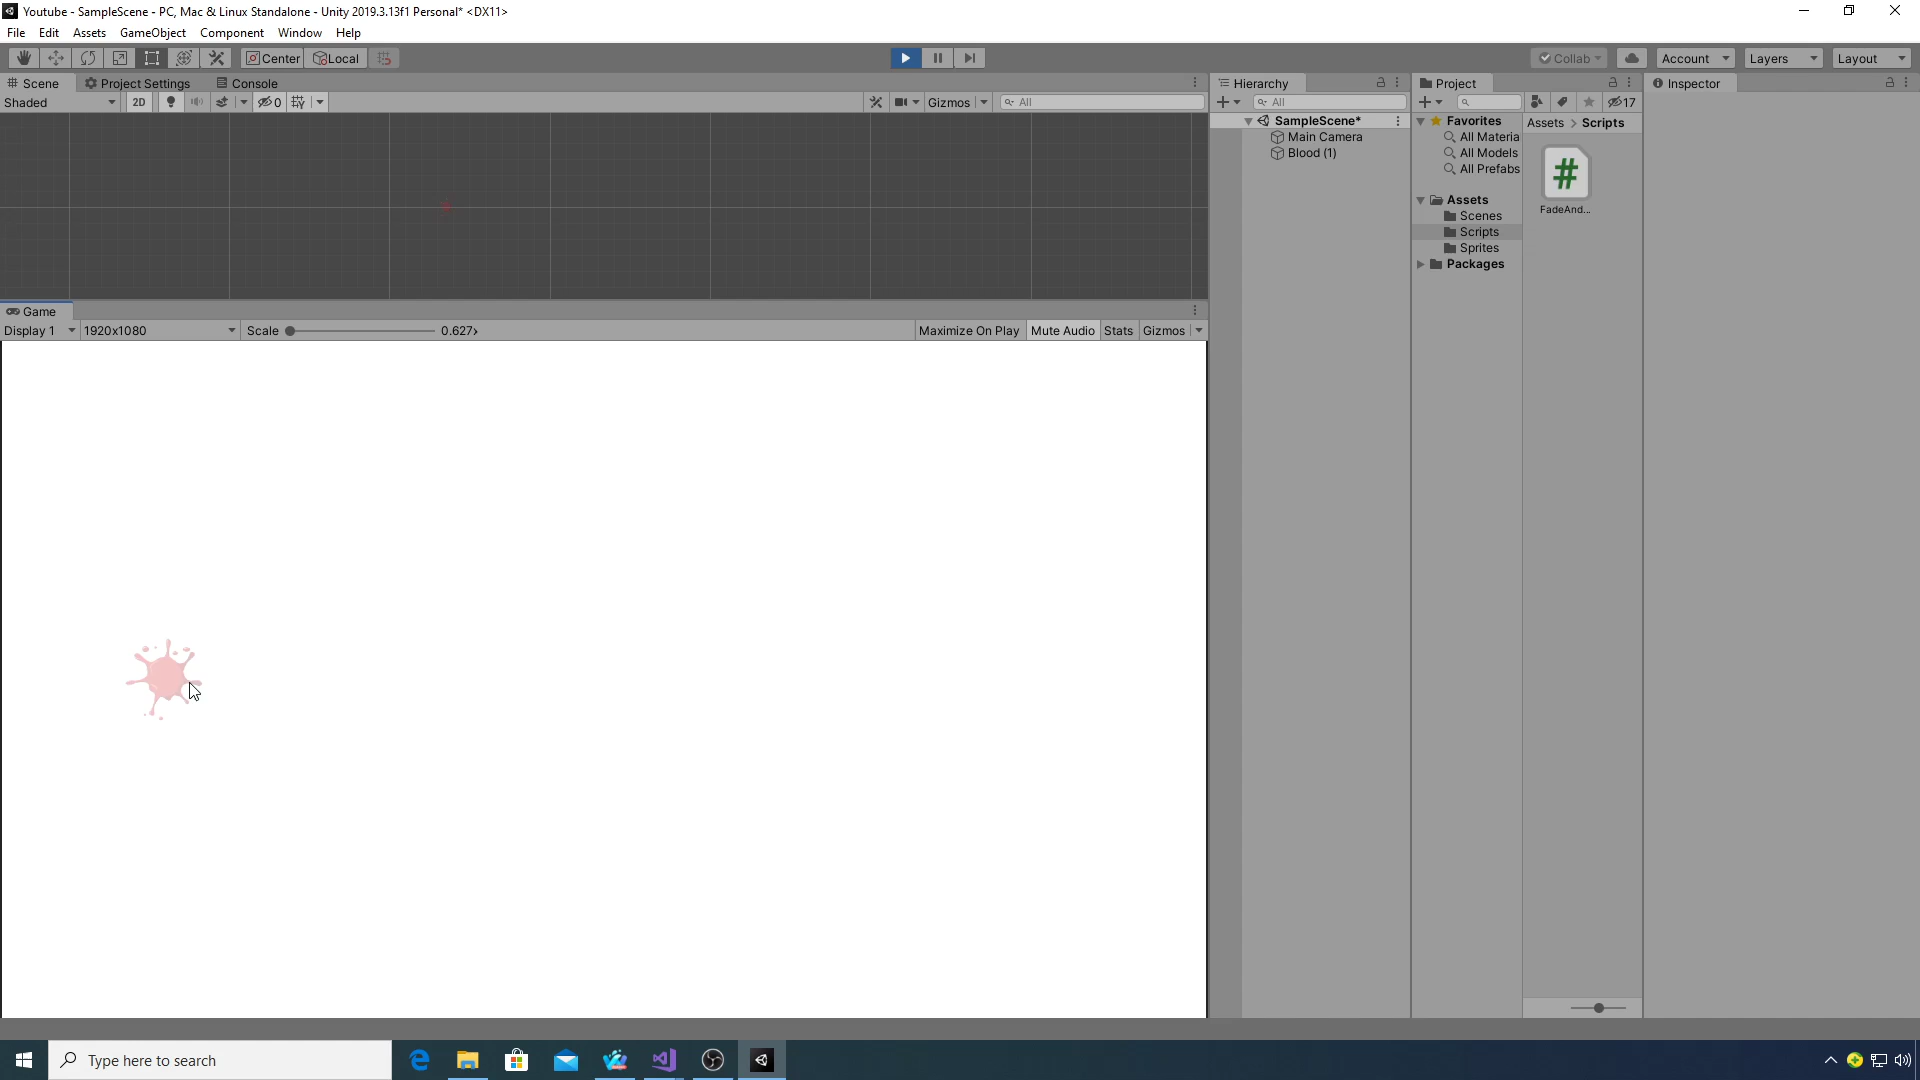 Youtube - SampleScene - PC, Mac & Linux Standalone - Unity 2019.3.13f1 Personal* <DX11>
File Edit Assets GameObject Component Window Help
Center Local Collab Account Layers Layout
Scene Project Settings Console
Shaded 2D 0 Gizmos All
Game
Display 1 1920x1080 Scale 0.627x Maximize On Play Mute Audio Stats Gizmos
Hierarchy
All
SampleScene*
Main Camera
Blood (1)
Project
17
Favorites
All Materia
All Models
All Prefabs
Assets
Scenes
Scripts
Sprites
Packages
Assets > Scripts
#
FadeAnd...
Inspector
Type here to search